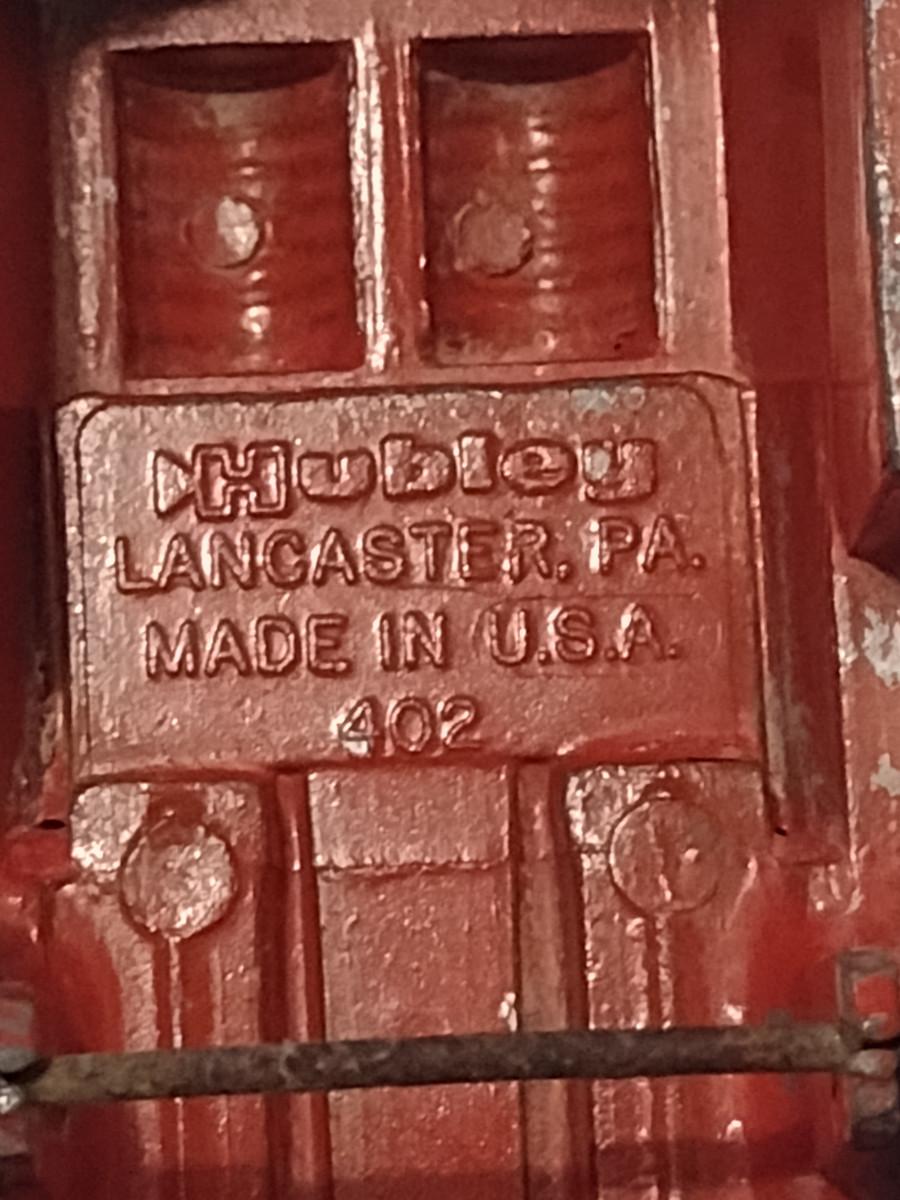 Hubley
LANCASTER, PA.
MADE IN U.S.A.
402